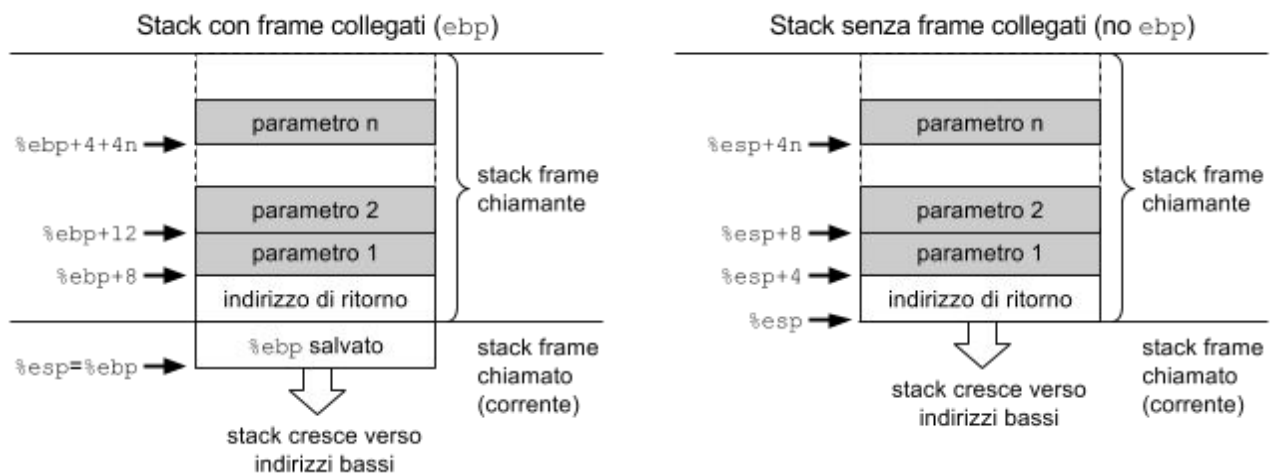 Stack con frame collegati (ebp)
parametro n
%ebp+4+4n
stack frame
chiamante
parametro 2
%ebp+12
parametro 1
%ebp+8
indirizzo di ritorno
%ebp salvato
%esp=%ebp
stack frame
chiamato
(corrente)
stack cresce verso
indirizzi bassi
Stack senza frame collegati (no ebp)
parametro n
%esp+4n
stack frame
chiamante
parametro 2
%esp+8
parametro 1
%esp+4
indirizzo di ritorno
%esp
stack frame
chiamato
(corrente)
stack cresce verso
indirizzi bassi